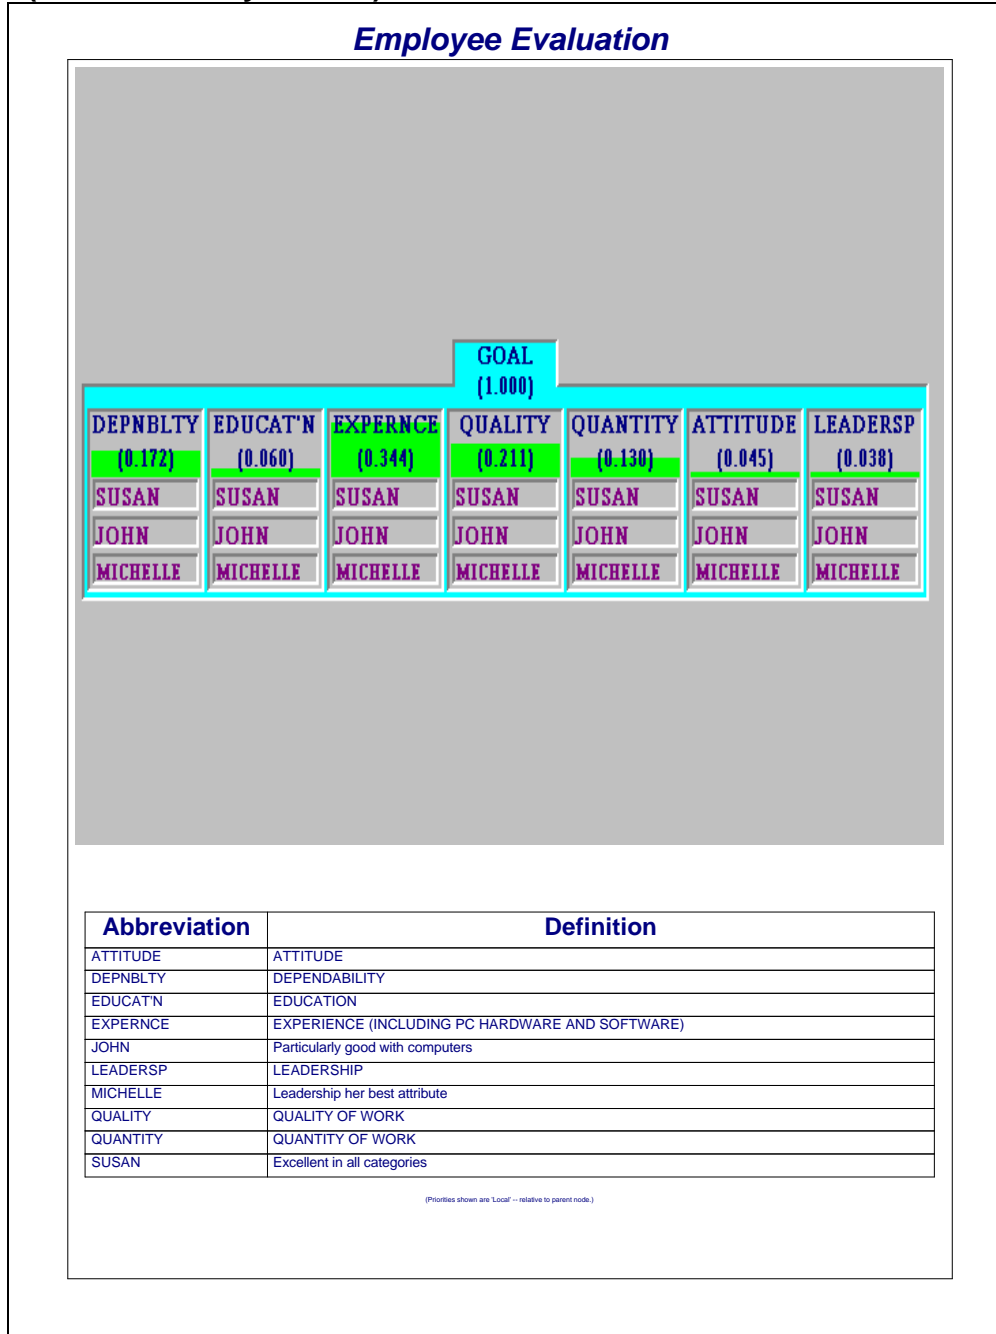 Employee Evaluation
GOAL
(1.000)
DEPNBLTY EDUCAT'N EXPERNCE QUALITY QUANTITY ATTITUDE LEADERSP
(0.172) (0.060) (0.344) (0.211) (0.130) (0.045) (0.038)
SUSAN SUSAN SUSAN SUSAN SUSAN SUSAN SUSAN
JOHN JOHN JOHN JOHN JOHN JOHN JOHN
MICHELLE MICHELLE MICHELLE MICHELLE MICHELLE MICHELLE MICHELLE
Abbreviation Definition
ATTITUDE ATTITUDE
DEPNBLTY DEPENDABILITY
EDUCAT'N EDUCATION
EXPERNCE EXPERIENCE (INCLUDING PC HARDWARE AND SOFTWARE)
JOHN Particularly good with computers
LEADERSP LEADERSHIP
MICHELLE Leadership her best attribute
QUALITY QUALITY OF WORK
QUANTITY QUANTITY OF WORK
SUSAN Excellent in all categories
(Priorities shown are 'Local' -- relative to parent node.)